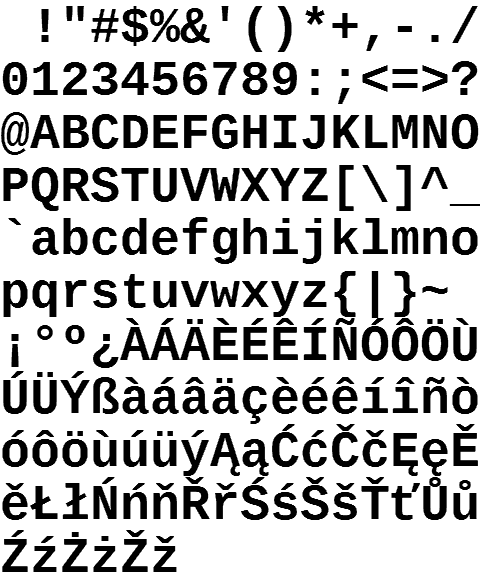 !"#$%&'()*+,-./
0123456789:;<=>?
@ABCDEFGHIJKLMNO
PQRSTUVWXYZ[\]^_
`abcdefghijklmno
pqrstuvwxyz{|}~
¡°º¿ÀÁÄÈÉÊÍÑÓÔÖÙ
ÚÜÝßàáâäçèéêíîñò
óôöùúüýĄąĆćČčĘęĚ
ěŁłŃńňŘřŚśŠšŤťŮů
ŹźŻżŽž